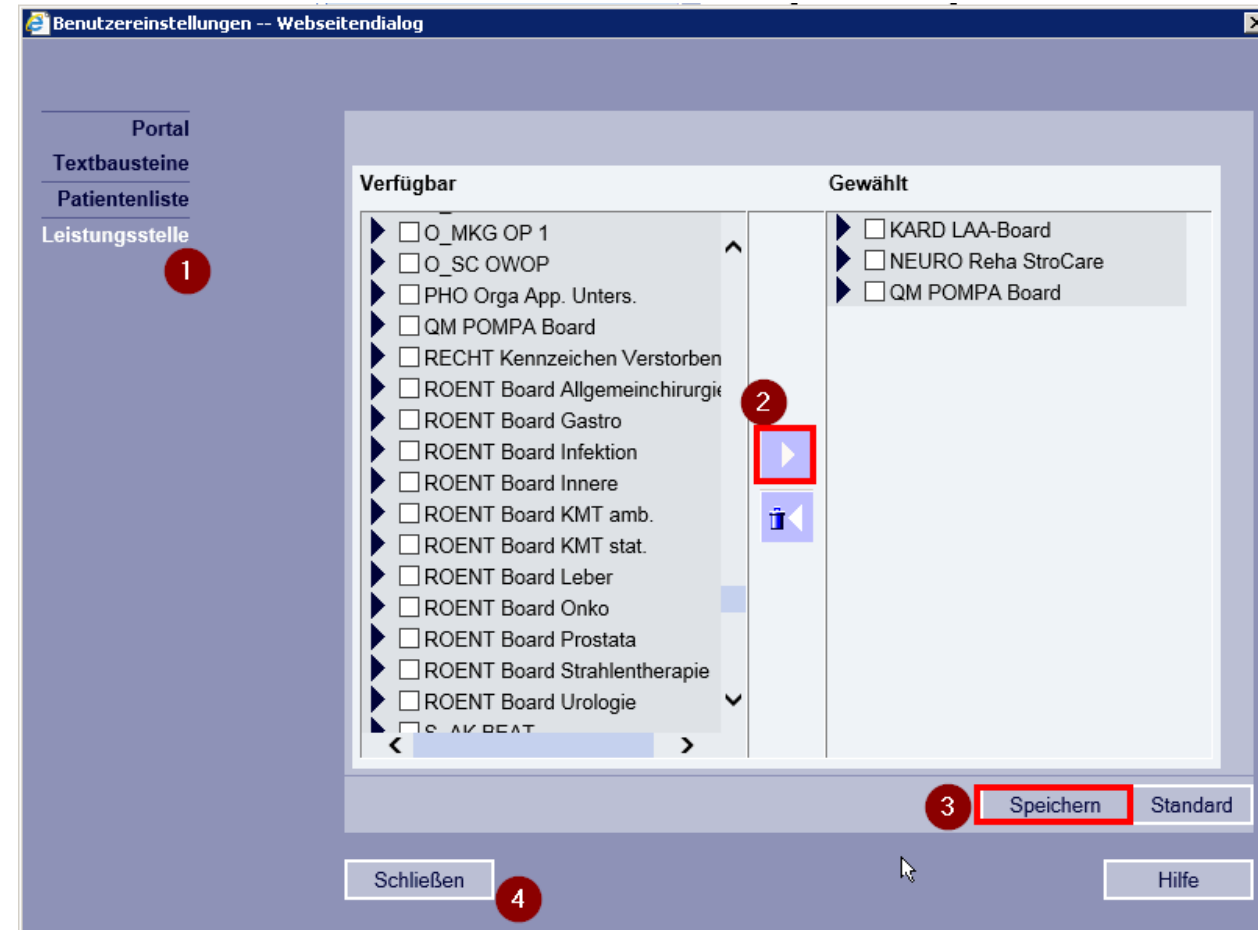 Benutzereinstellungen -- Webseitendialog
Portal
Textbausteine
Patientenliste
Leistungsstelle
1
Verfügbar
O_MKG OP 1
O_SC OWOP
PHO Orga App. Unters.
QM POMPA Board
RECHT Kennzeichen Verstorben
ROENT Board Allgemeinchirurgie
ROENT Board Gastro
ROENT Board Infektion
ROENT Board Innere
ROENT Board KMT amb.
ROENT Board KMT stat.
ROENT Board Leber
ROENT Board Onko
ROENT Board Prostata
ROENT Board Strahlentherapie
ROENT Board Urologie
S_AK BEAT
2
Gewählt
KARD LAA-Board
NEURO Reha StroCare
QM POMPA Board
3
Speichern
Standard
Schließen
4
Hilfe